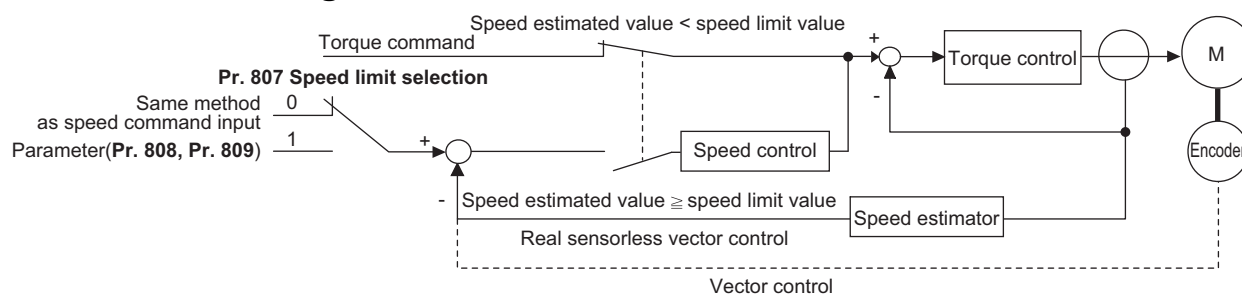 Speed estimated value < speed limit value
Torque command
+
Torque control
M
-
Pr. 807 Speed limit selection
Same method
as speed command input
0
Parameter(Pr. 808, Pr. 809)
1
+
Speed control
Encoder
-
Speed estimated value ≧ speed limit value
Speed estimator
Real sensorless vector control
Vector control